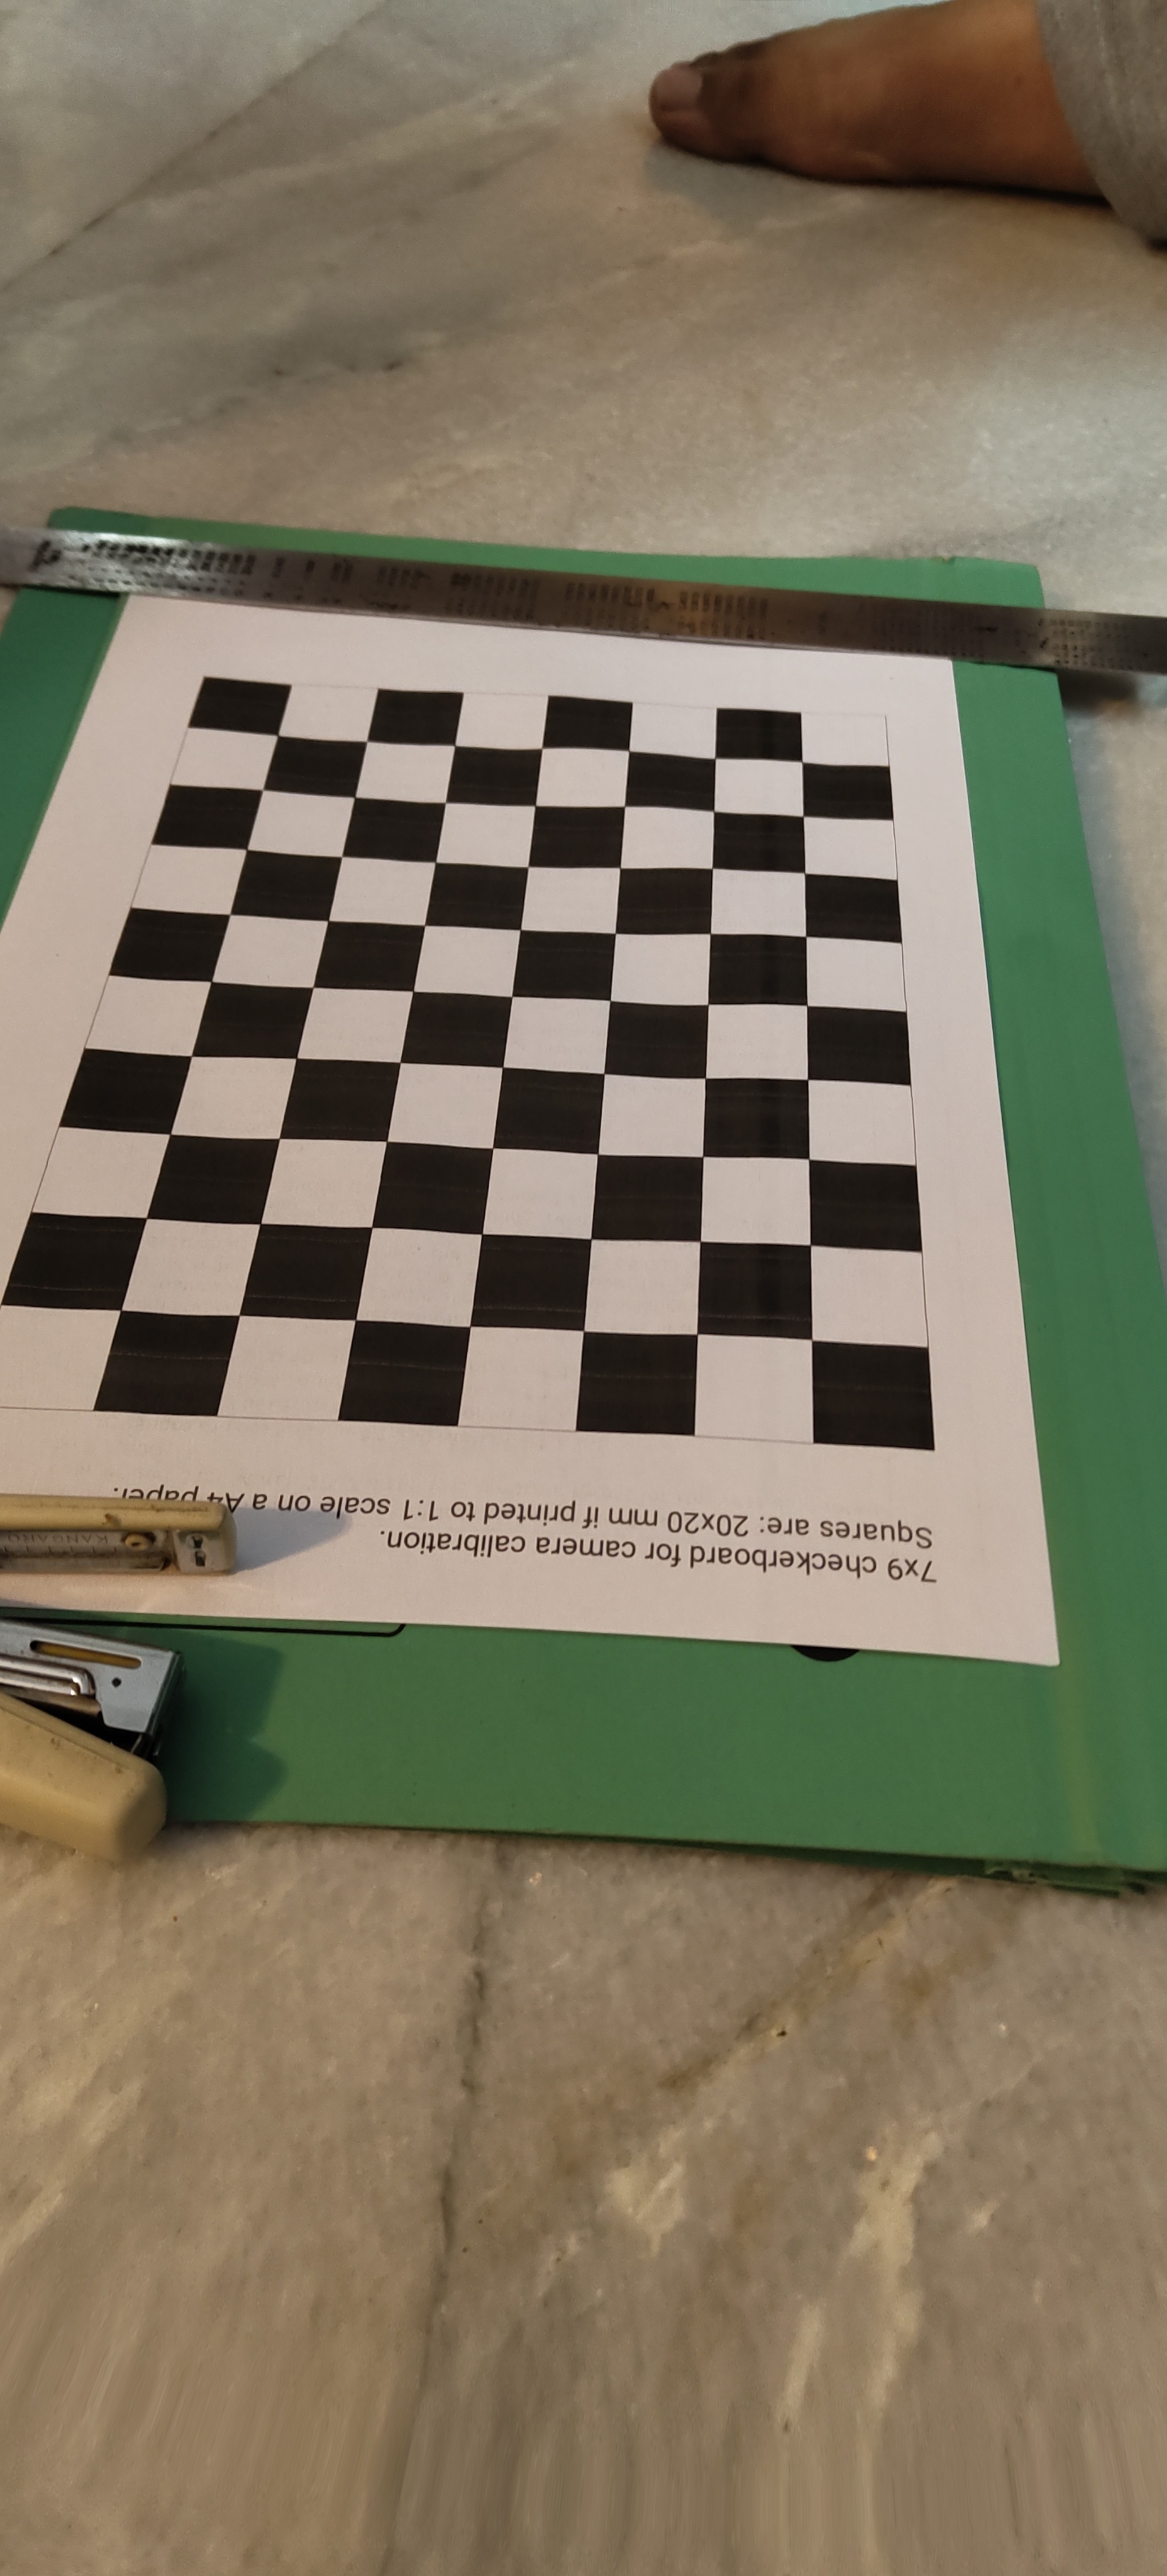 7x9 checkerboard for camera calibration.
Squares are: 20x20 mm if printed to 1:1 scale on a A4 paper.
KANGARO